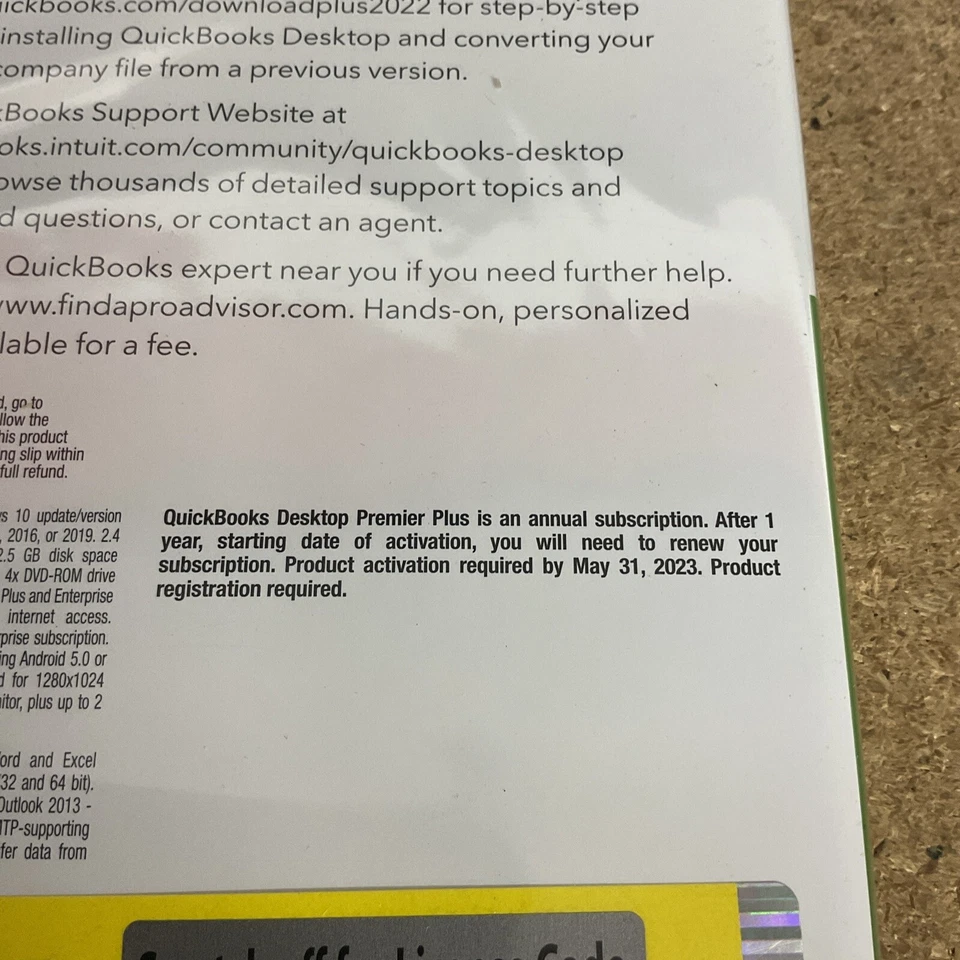 uickbooks.com/downloadplus2022 for step-by-step
installing QuickBooks Desktop and converting your
company file from a previous version.
kBooks Support Website at
oks.intuit.com/community/quickbooks-desktop
owse thousands of detailed support topics and
d questions, or contact an agent.
QuickBooks expert near you if you need further help.
www.findaproadvisor.com. Hands-on, personalized
lable for a fee.
d, go to
llow the
his product
ng slip within
full refund.
s 10 update/version
, 2016, or 2019. 2.4
2.5 GB disk space
4x DVD-ROM drive
Plus and Enterprise
internet access.
prise subscription.
ing Android 5.0 or
d for 1280x1024
nitor, plus up to 2
ord and Excel
32 and 64 bit).
Outlook 2013 -
ITP-supporting
fer data from
QuickBooks Desktop Premier Plus is an annual subscription. After 1
year, starting date of activation, you will need to renew your
subscription. Product activation required by May 31, 2023. Product
registration required.